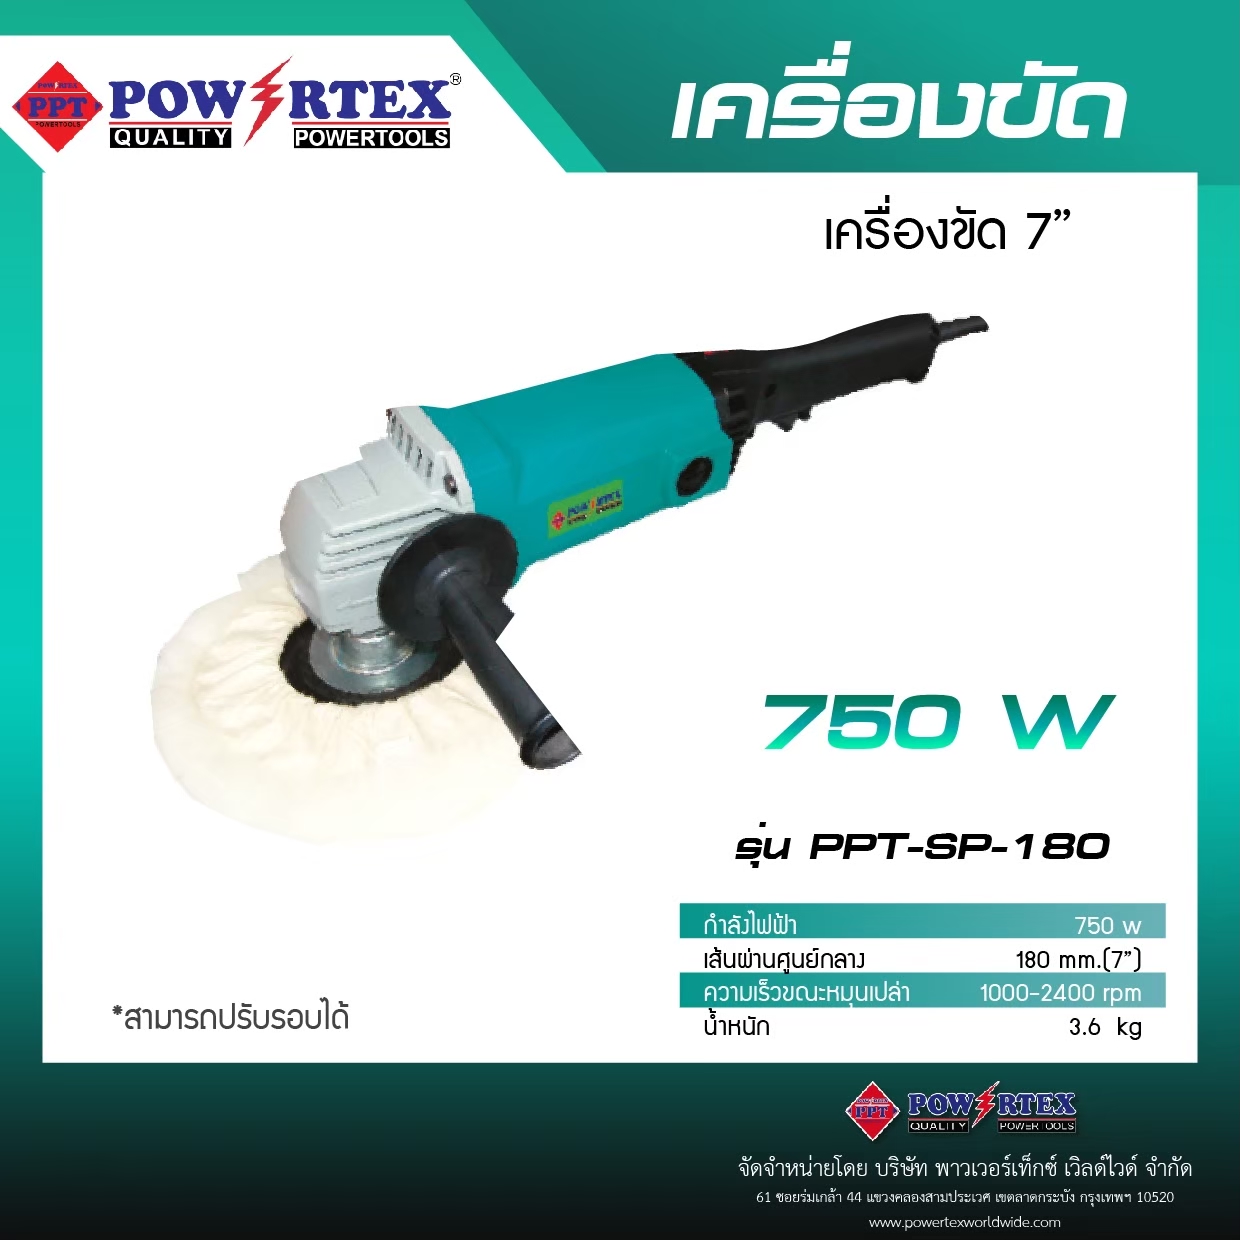 PPT POWERTEX®
POWERTOOLS
QUALITY POWERTOOLS
เครื่องขัด
เครื่องขัด 7”
POWERTEX
750 W
รุ่น PPT-SP-180
กำลังไฟฟ้า 750 w
เส้นผ่านศูนย์กลาง 180 mm.(7”)
ความเร็วขณะหมุนเปล่า 1000-2400 rpm
น้ำหนัก 3.6 kg
*สามารถปรับรอบได้
PPT POWERTEX
QUALITY POWERTOOLS
จัดจำหน่ายโดย บริษัท พาวเวอร์เท็กซ์ เวิลด์ไวด์ จำกัด
61 ซอยร่มเกล้า 44 แขวงคลองสามประเวศ เขตลาดกระบัง กรุงเทพฯ 10520
www.powertexworldwide.com